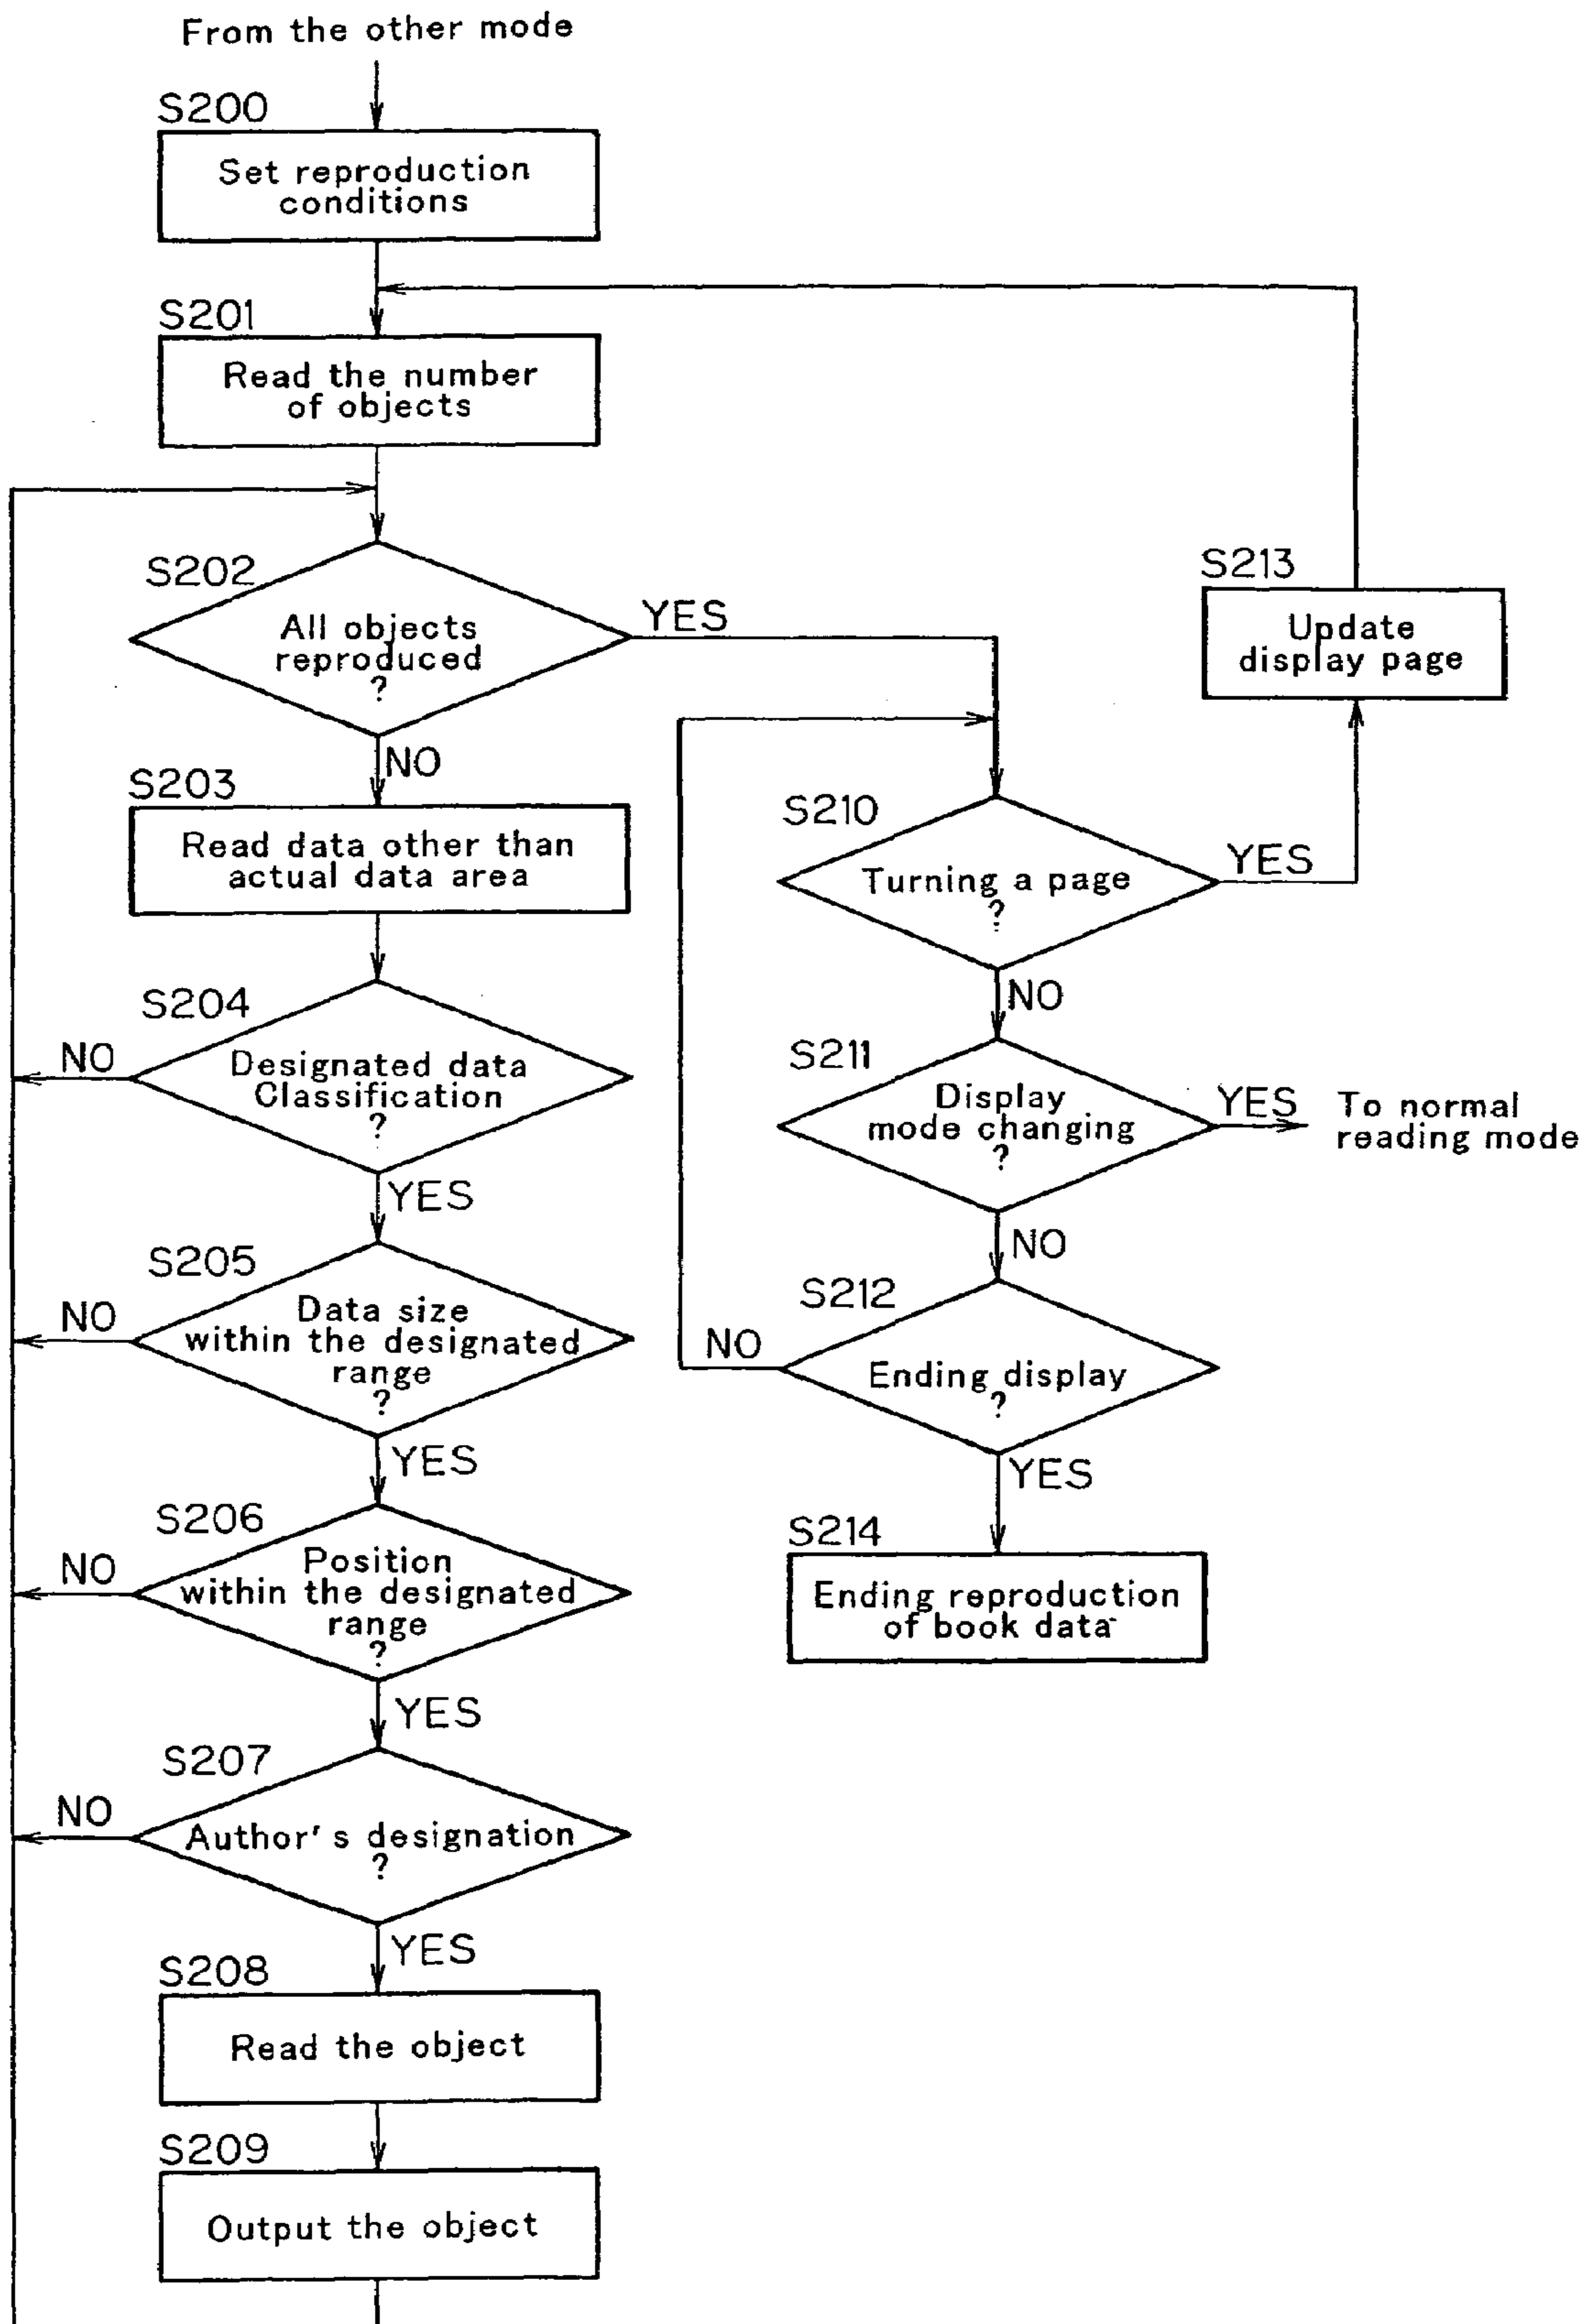 From the other mode
S200
Set reproduction
conditions
S201
Read the number
of objects
S202
All objects
reproduced
?
YES
NO
S203
Read data other than
actual data area
S204
Designated data
Classification
?
NO
YES
S205
Data size
within the designated
range
?
NO
YES
S206
Position
within the designated
range
?
NO
YES
S207
Author's designation
?
NO
YES
S208
Read the object
S209
Output the object
S213
Update
display page
S210
Turning a page
?
YES
NO
S211
Display
mode changing
?
YES
To normal
reading mode
NO
S212
Ending display
?
NO
YES
S214
Ending reproduction
of book data